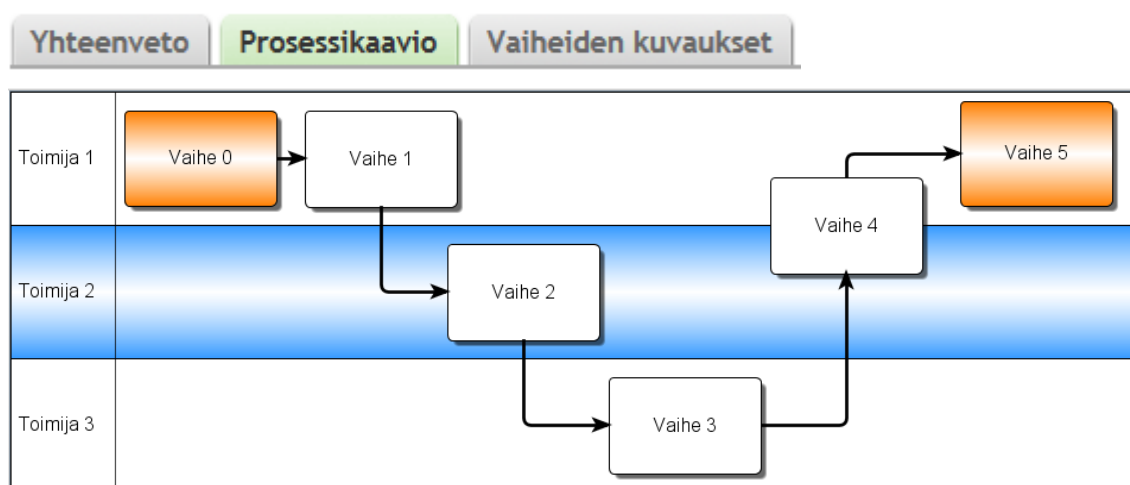 Yhteenveto
Prosessikaavio
Vaiheiden kuvaukset
Toimija 1
Vaihe 0
Vaihe 1
Vaihe 4
Vaihe 5
Toimija 2
Vaihe 2
Toimija 3
Vaihe 3